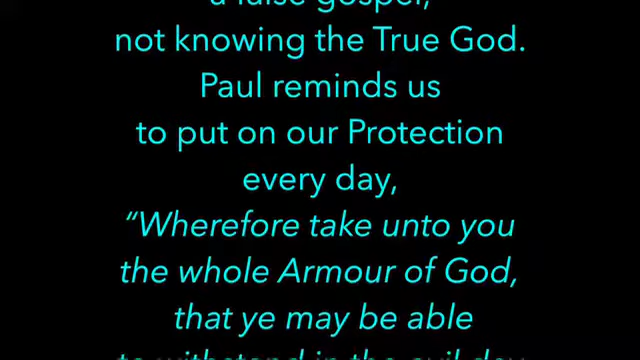 a false gospel,
not knowing the True God.
Paul reminds us
to put on our Protection
every day,
“Wherefore take unto you
the whole Armour of God,
that ye may be able
to withstand in the evil day,